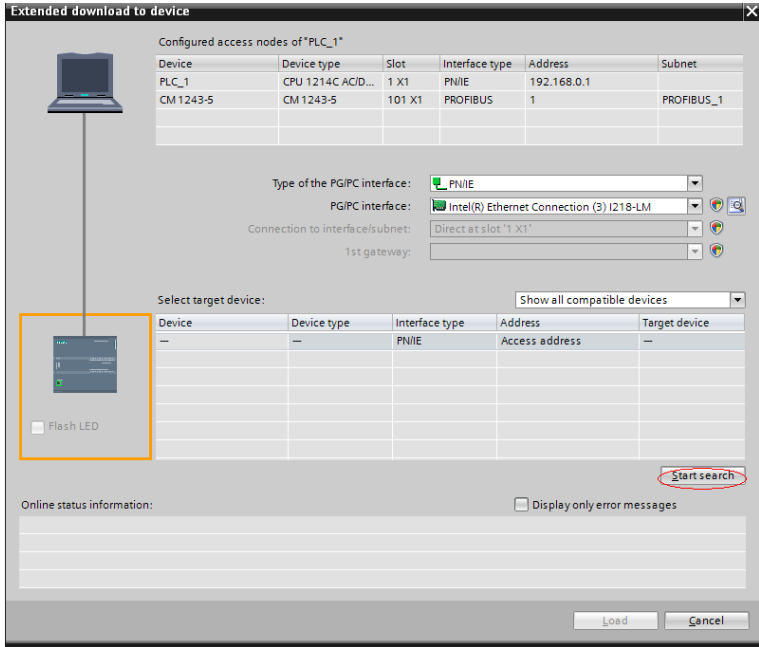 Extended download to device
Configured access nodes of "PLC_1"
Device Device type Slot Interface type Address Subnet
PLC_1 CPU 1214C AC/D... 1 X1 PN/IE 192.168.0.1
CM 1243-5 CM 1243-5 101 X1 PROFIBUS 1 PROFIBUS_1
Type of the PG/PC interface: PN/IE
PG/PC interface: Intel(R) Ethernet Connection (3) I218-LM
Connection to interface/subnet: Direct at slot '1 X1'
1st gateway:
Select target device: Show all compatible devices
Device Device type Interface type Address Target device
— — PN/IE Access address —
Flash LED
Start search
Online status information: Display only error messages
Load Cancel